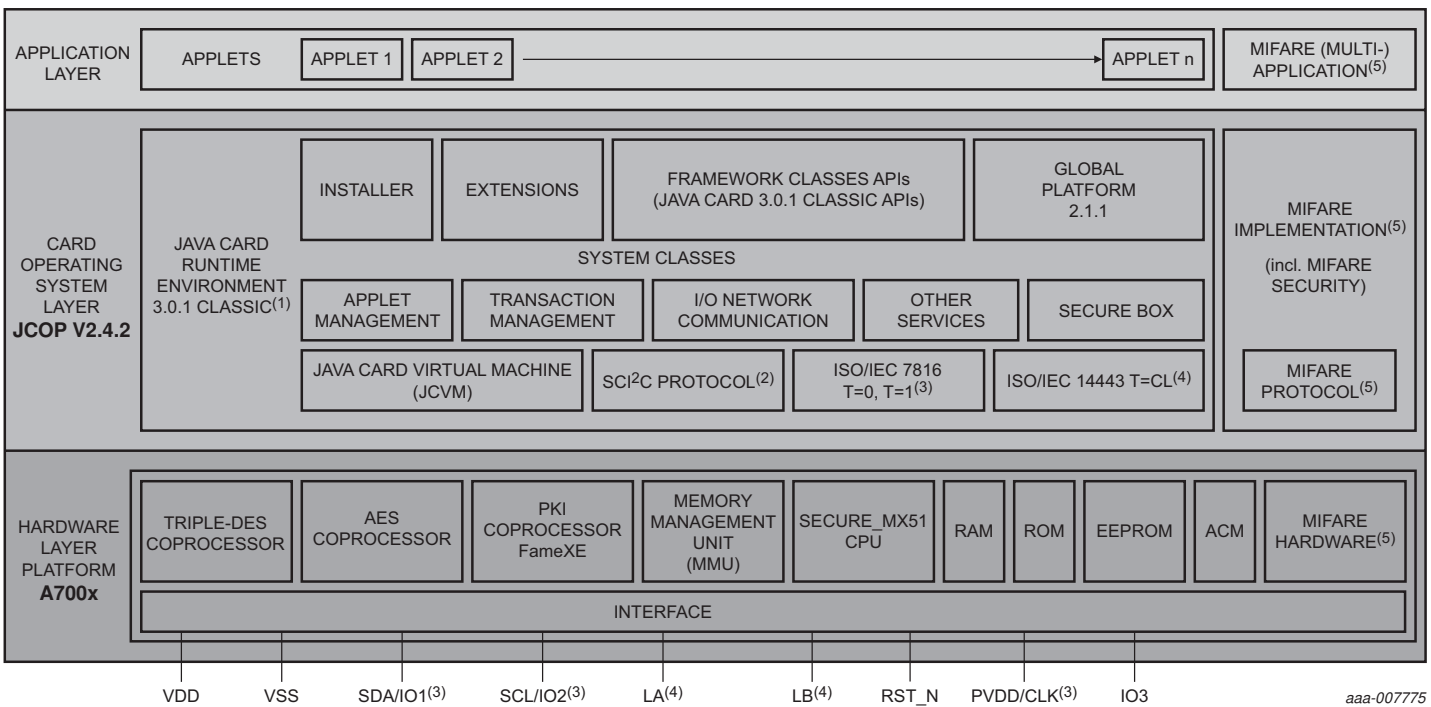 APPLICATION
LAYER
APPLETS
APPLET 1
APPLET 2
APPLET n
MIFARE (MULTI-)
APPLICATION(5)
CARD
OPERATING
SYSTEM
LAYER
JCOP V2.4.2
JAVA CARD
RUNTIME
ENVIRONMENT
3.0.1 CLASSIC(1)
INSTALLER
EXTENSIONS
FRAMEWORK CLASSES APIs
(JAVA CARD 3.0.1 CLASSIC APIs)
GLOBAL
PLATFORM
2.1.1
SYSTEM CLASSES
APPLET
MANAGEMENT
TRANSACTION
MANAGEMENT
I/O NETWORK
COMMUNICATION
OTHER
SERVICES
SECURE BOX
JAVA CARD VIRTUAL MACHINE
(JCVM)
SCI2C PROTOCOL(2)
ISO/IEC 7816
T=0, T=1(3)
ISO/IEC 14443 T=CL(4)
MIFARE
IMPLEMENTATION(5)
(incl. MIFARE
SECURITY)
MIFARE
PROTOCOL(5)
HARDWARE
LAYER
PLATFORM
A700x
TRIPLE-DES
COPROCESSOR
AES
COPROCESSOR
PKI
COPROCESSOR
FameXE
MEMORY
MANAGEMENT
UNIT
(MMU)
SECURE_MX51
CPU
RAM
ROM
EEPROM
ACM
MIFARE
HARDWARE(5)
INTERFACE
VDD
VSS
SDA/IO1(3)
SCL/IO2(3)
LA(4)
LB(4)
RST_N
PVDD/CLK(3)
IO3
aaa-007775